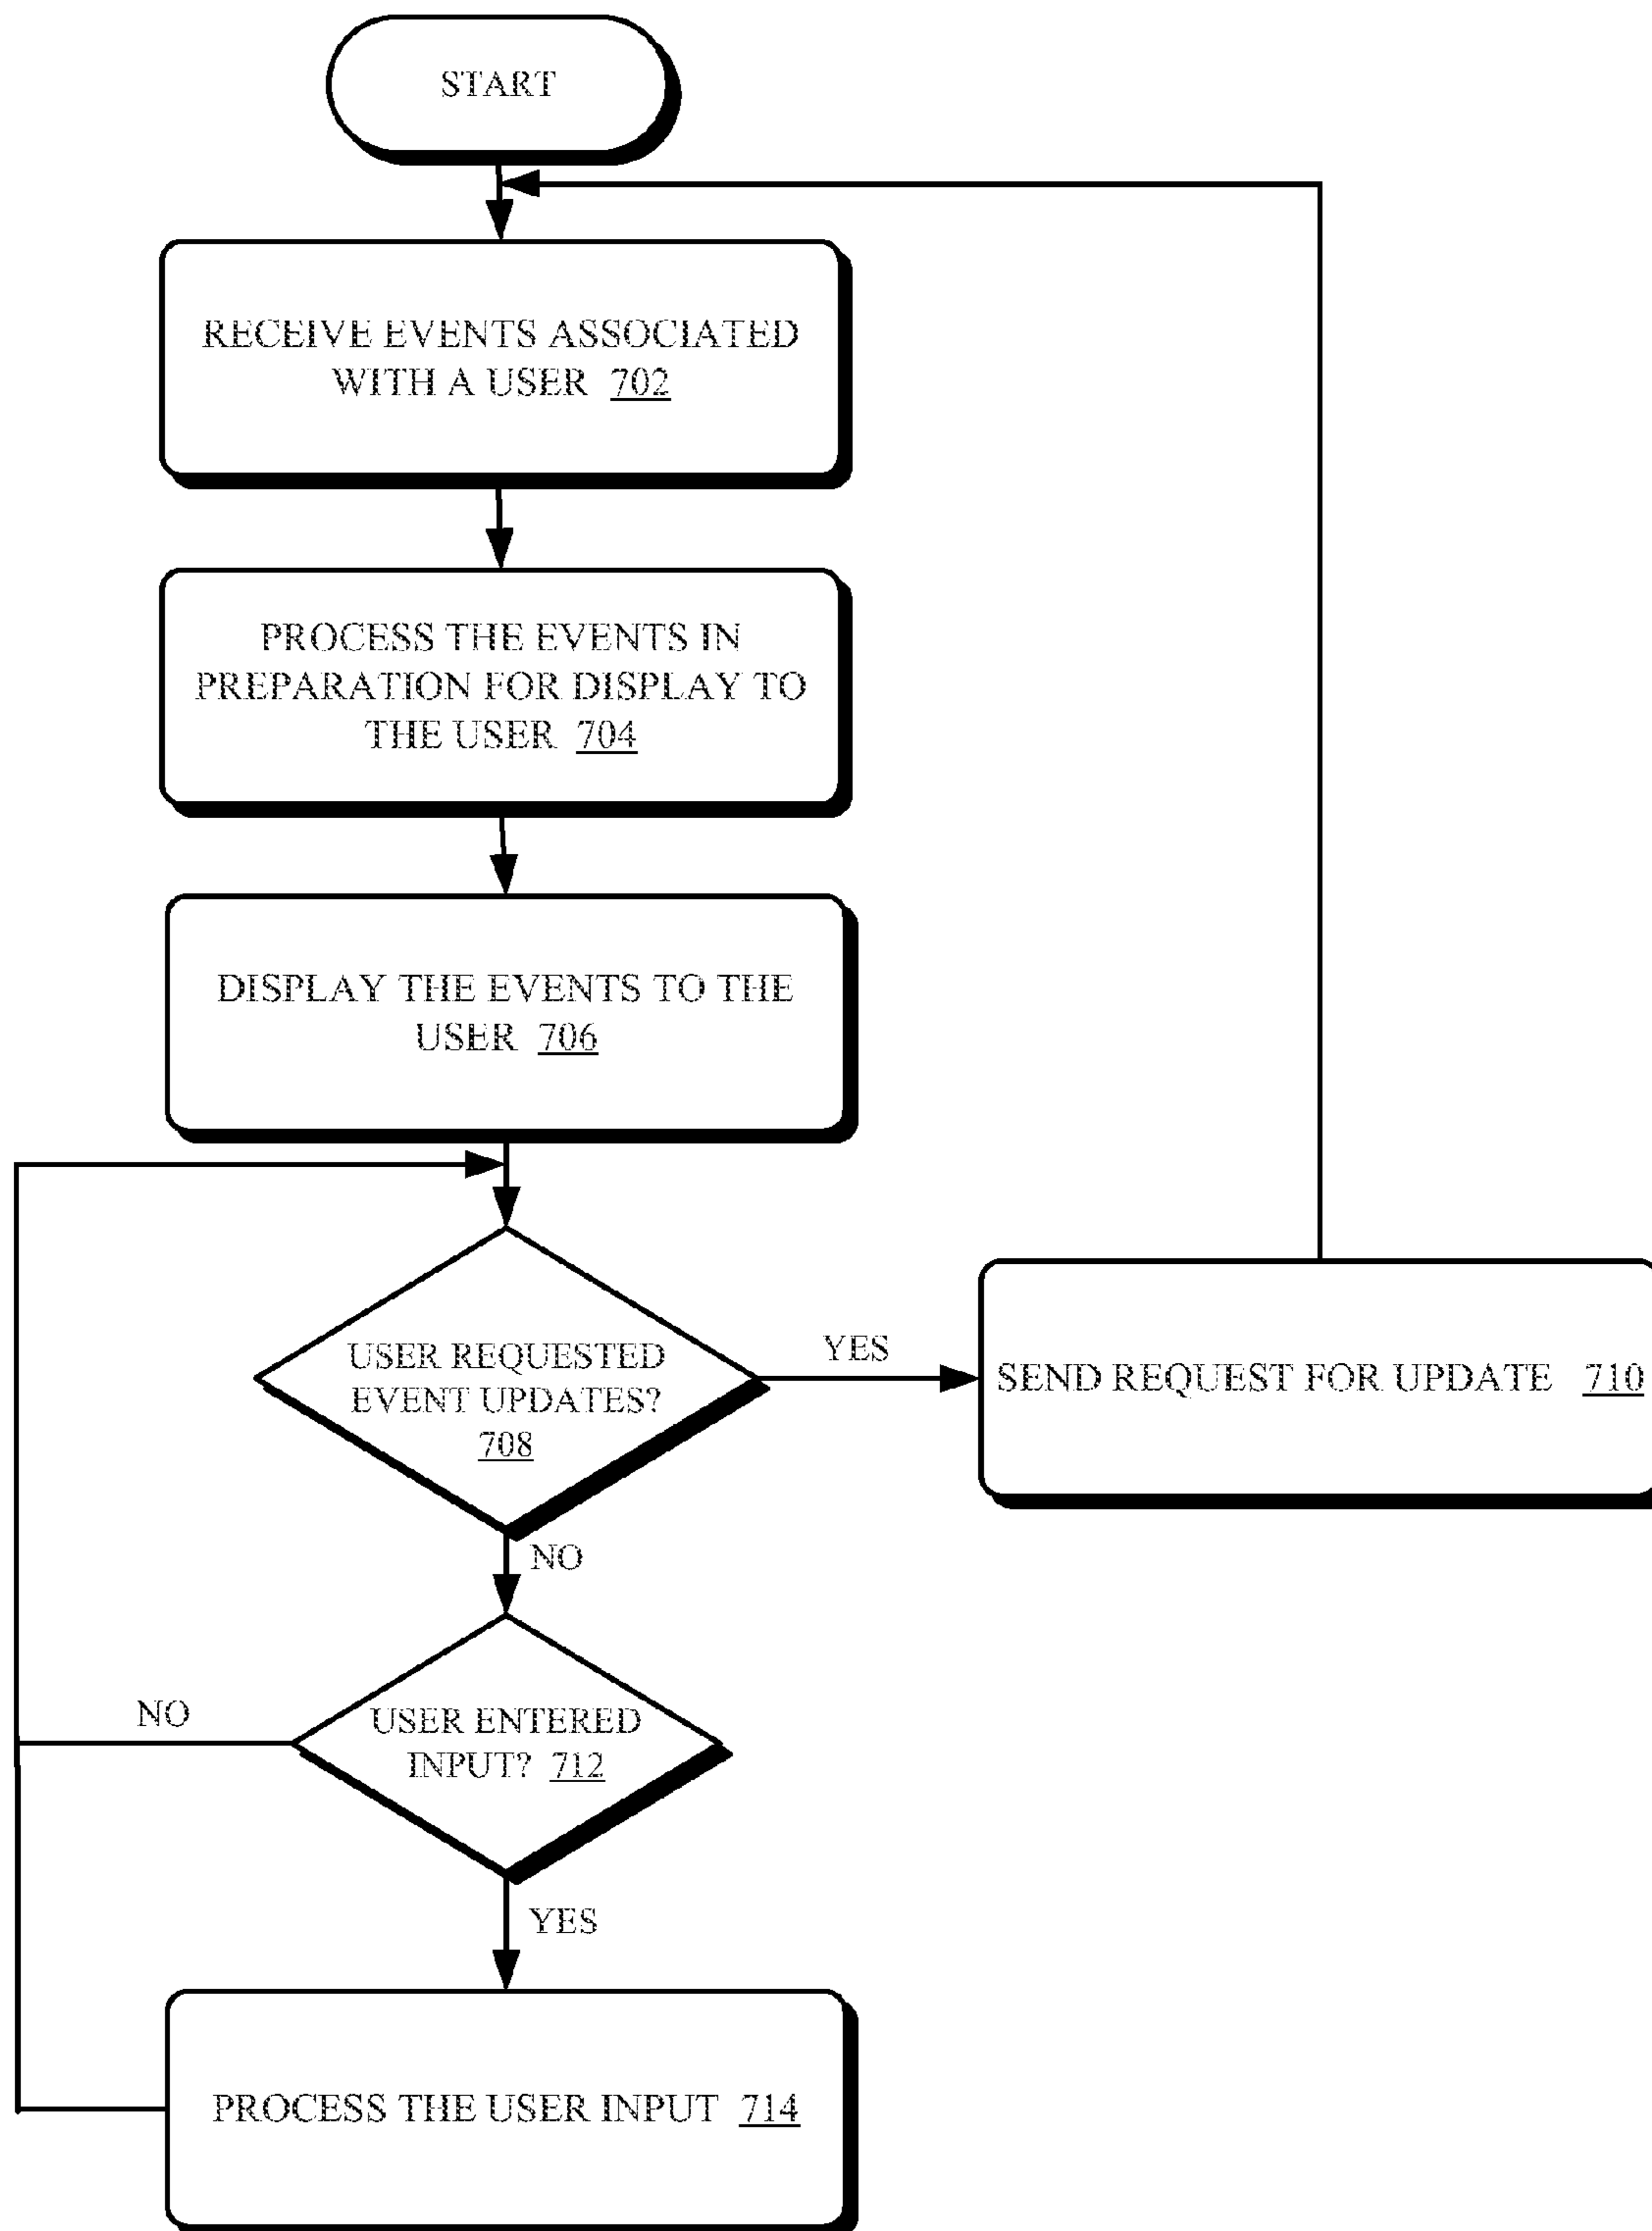 START
RECEIVE EVENTS ASSOCIATED
WITH A USER 702
PROCESS THE EVENTS IN
PREPARATION FOR DISPLAY TO
THE USER 704
DISPLAY THE EVENTS TO THE
USER 706
USER REQUESTED
EVENT UPDATES?
708
YES
SEND REQUEST FOR UPDATE 710
NO
USER ENTERED
INPUT? 712
NO
YES
PROCESS THE USER INPUT 714